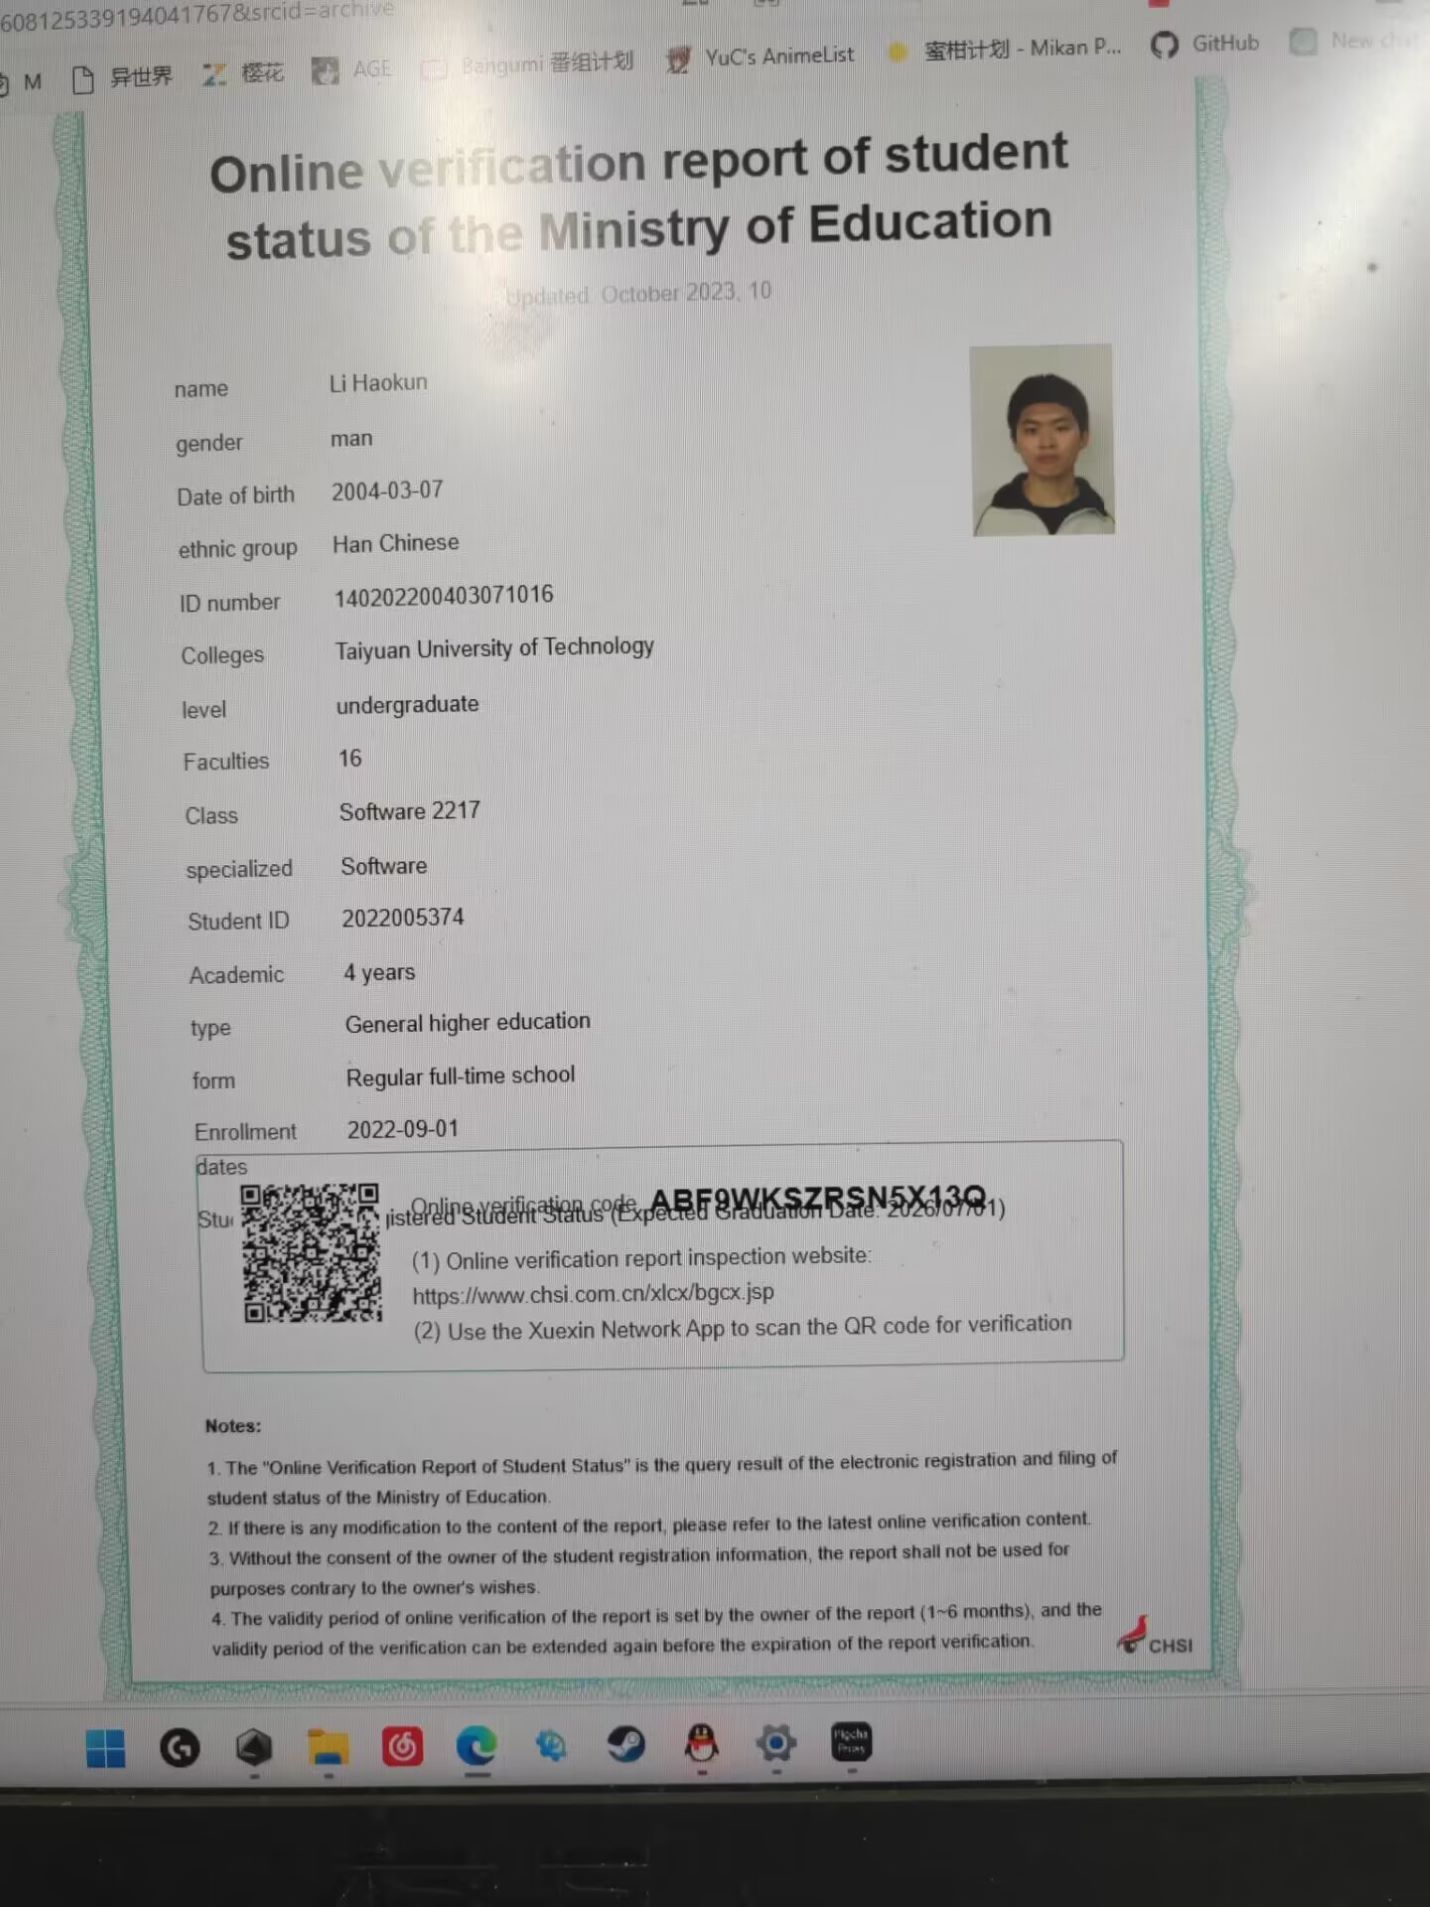 608125339194041767&srcid=archive
M 异世界 樱花 AGE Bangumi 番组计划 YuC's AnimeList 蜜柑计划 - Mikan P... GitHub New chat
Online verification report of student
status of the Ministry of Education
Updated. October 2023, 10
name Li Haokun
gender man
Date of birth 2004-03-07
ethnic group Han Chinese
ID number 140202200403071016
Colleges Taiyuan University of Technology
level undergraduate
Faculties 16
Class Software 2217
specialized Software
Student ID 2022005374
Academic 4 years
type General higher education
form Regular full-time school
Enrollment 2022-09-01
dates
Online verification code ABF9WKSZRSN5X13Q
Stu istered Student Status (Expected Graduation Date: 2026/07/01)
(1) Online verification report inspection website:
https://www.chsi.com.cn/xlcx/bgcx.jsp
(2) Use the Xuexin Network App to scan the QR code for verification
Notes:
1. The "Online Verification Report of Student Status" is the query result of the electronic registration and filing of
student status of the Ministry of Education.
2. If there is any modification to the content of the report, please refer to the latest online verification content.
3. Without the consent of the owner of the student registration information, the report shall not be used for
purposes contrary to the owner's wishes.
4. The validity period of online verification of the report is set by the owner of the report (1~6 months), and the
validity period of the verification can be extended again before the expiration of the report verification.
CHSI